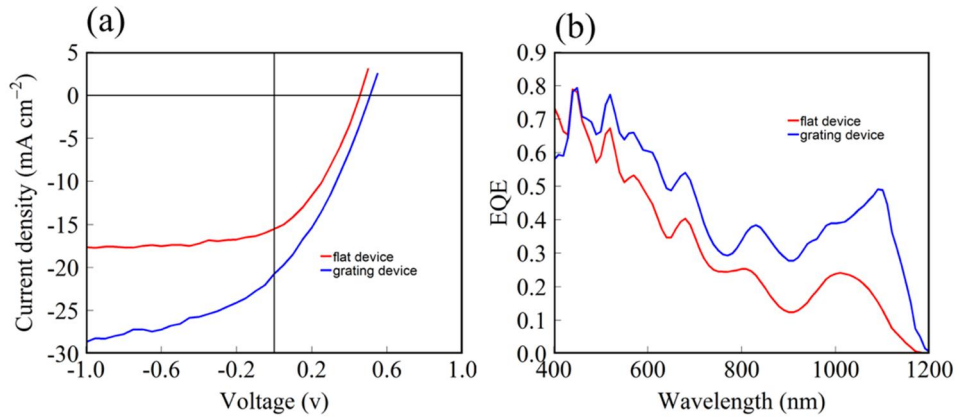 (a)
5
0
-5
-10
-15
-20
-25
-30
Current density (mA cm⁻²)
flat device
grating device
-1.0 -0.6 -0.2 0.2 0.6 1.0
Voltage (v)
(b)
0.9
0.8
0.7
0.6
0.5
0.4
0.3
0.2
0.1
0.0
EQE
flat device
grating device
400 600 800 1000 1200
Wavelength (nm)